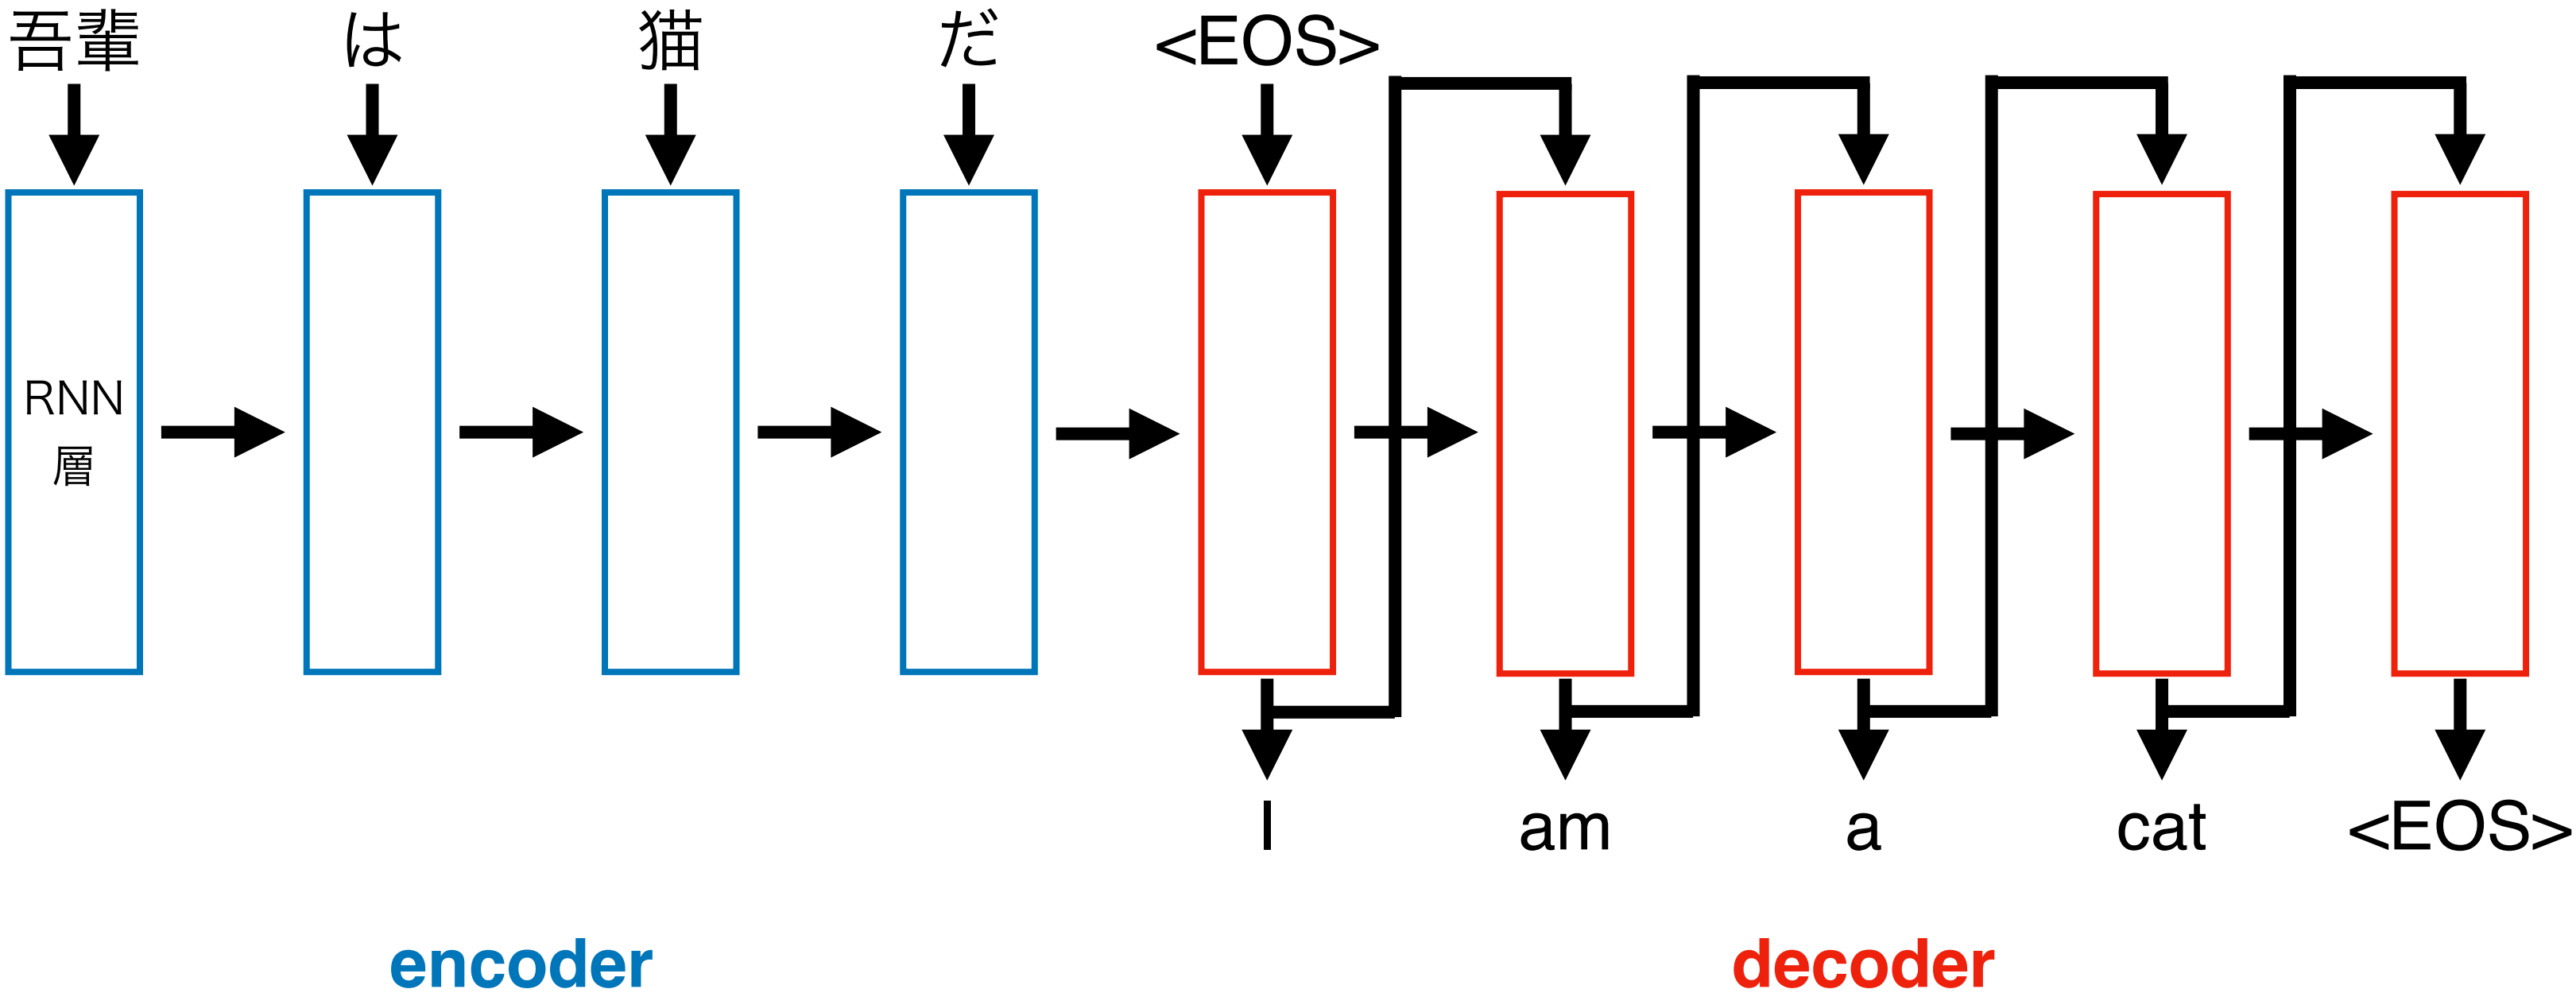 吾輩 は 猫 だ <EOS>
RNN
層
I am a cat <EOS>
encoder decoder